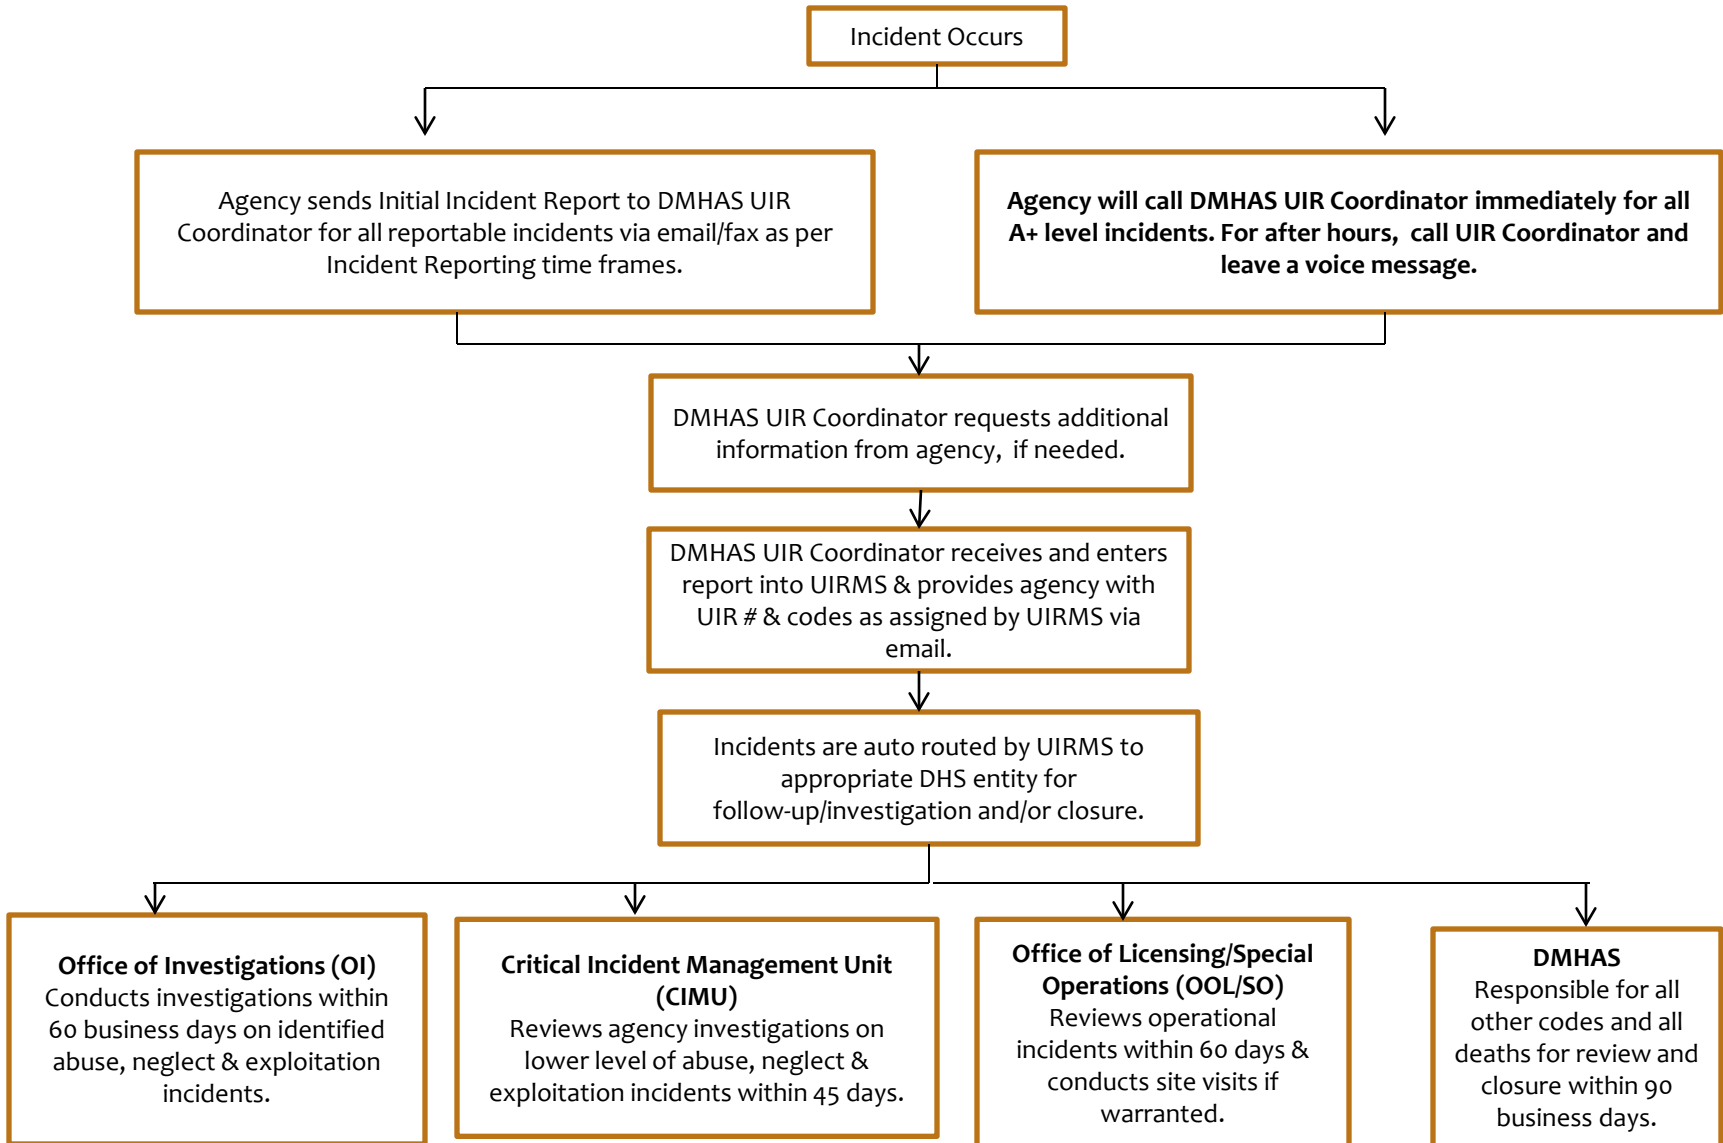 Incident Occurs
Agency sends Initial Incident Report to DMHAS UIR
Coordinator for all reportable incidents via email/fax as per
Incident Reporting time frames.
Agency will call DMHAS UIR Coordinator immediately for all
A+ level incidents. For after hours, call UIR Coordinator and
leave a voice message.
DMHAS UIR Coordinator requests additional
information from agency, if needed.
DMHAS UIR Coordinator receives and enters
report into UIRMS & provides agency with
UIR # & codes as assigned by UIRMS via
email.
Incidents are auto routed by UIRMS to
appropriate DHS entity for
follow-up/investigation and/or closure.
Office of Investigations (OI)
Conducts investigations within
60 business days on identified
abuse, neglect & exploitation
incidents.
Critical Incident Management Unit
(CIMU)
Reviews agency investigations on
lower level of abuse, neglect &
exploitation incidents within 45 days.
Office of Licensing/Special
Operations (OOL/SO)
Reviews operational
incidents within 60 days &
conducts site visits if
warranted.
DMHAS
Responsible for all
other codes and all
deaths for review and
closure within 90
business days.